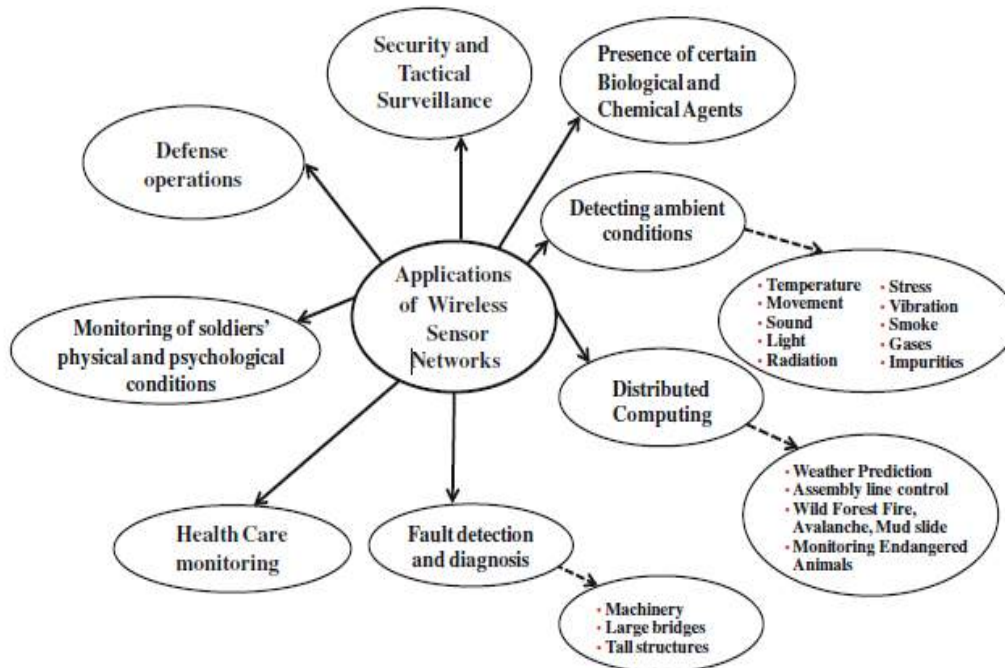 Security and
Tactical
Surveillance
Presence of certain
Biological and
Chemical Agents
Defense
operations
Detecting ambient
conditions
Applications
of Wireless
Sensor
Networks
• Temperature
• Movement
• Sound
• Light
• Radiation
• Stress
• Vibration
• Smoke
• Gases
• Impurities
Monitoring of soldiers’
physical and psychological
conditions
Distributed
Computing
• Weather Prediction
• Assembly line control
• Wild Forest Fire,
Avalanche, Mud slide
• Monitoring Endangered
Animals
Health Care
monitoring
Fault detection
and diagnosis
• Machinery
• Large bridges
• Tall structures